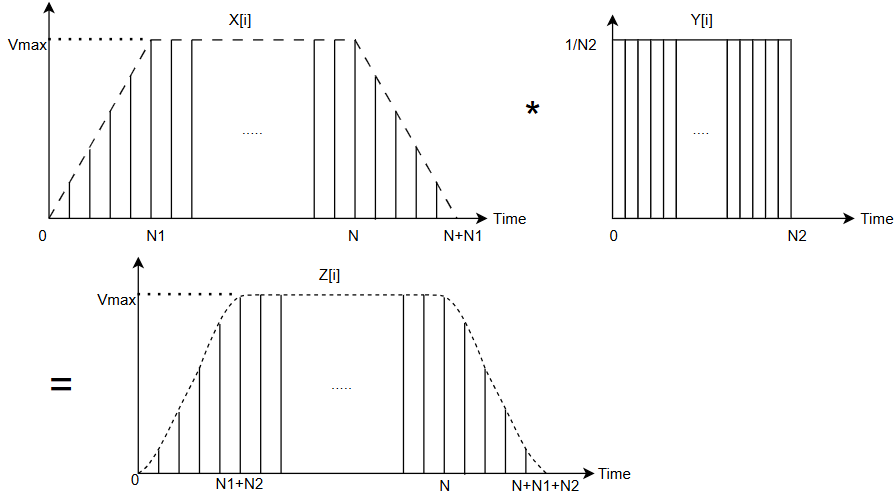 X[i]
Vmax
.....
0
N1
N
N+N1
Time
*
Y[i]
1/N2
....
0
N2
Time
=
Z[i]
Vmax
.....
0
N1+N2
N
N+N1+N2
Time